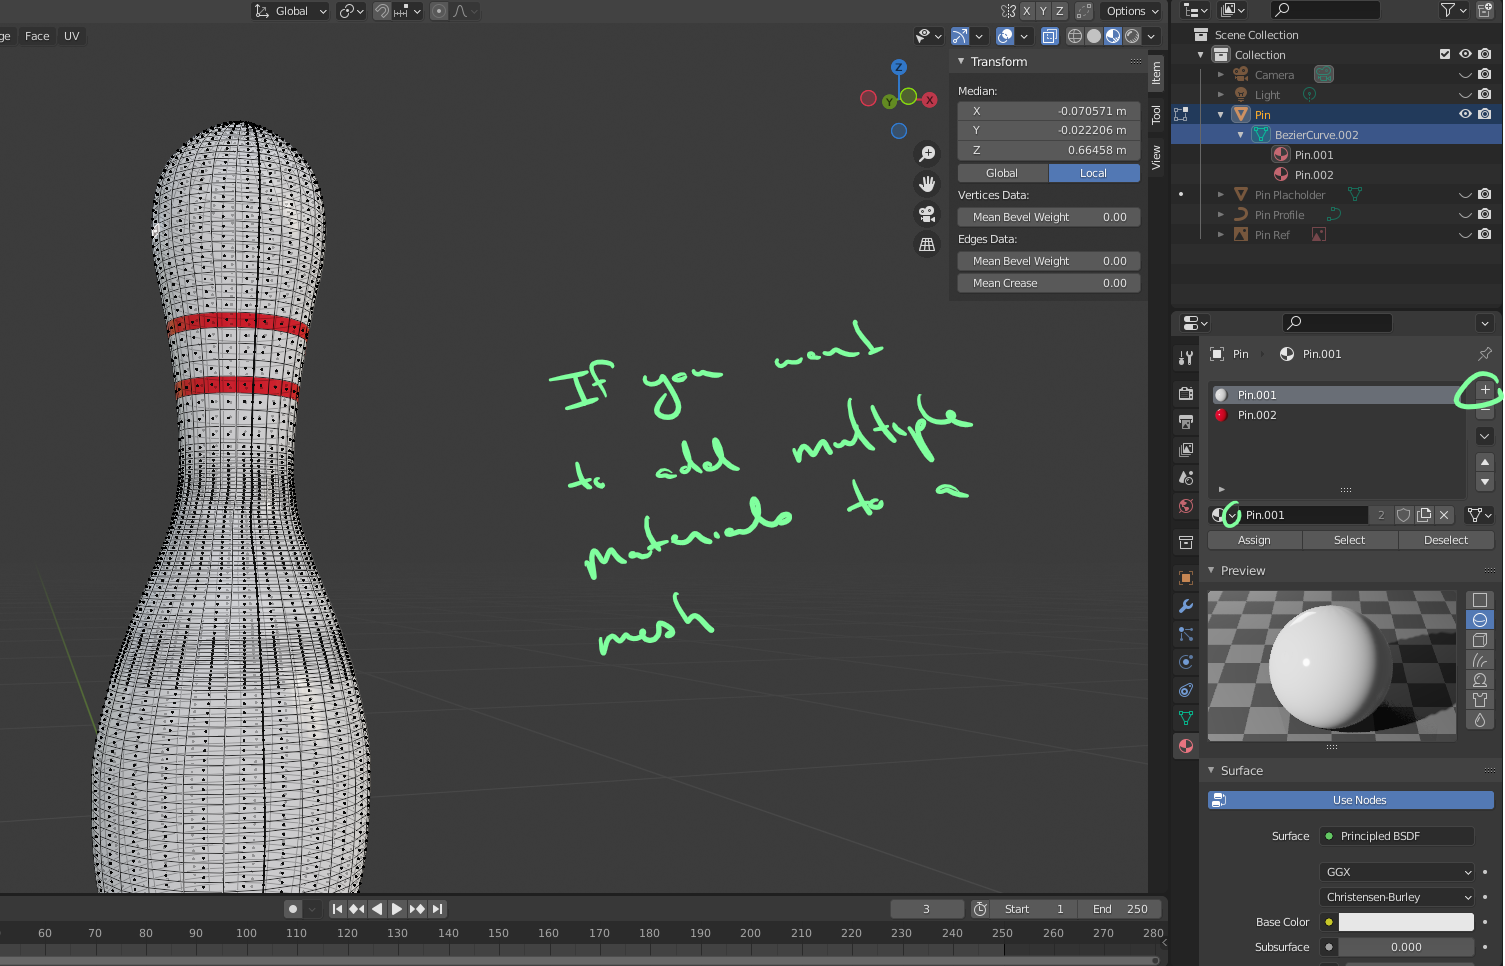 Global
X Y Z
Options
ge Face UV
Transform
Median:
X -0.070571 m
Y -0.022206 m
Z 0.66458 m
Global Local
Vertices Data:
Mean Bevel Weight 0.00
Edges Data:
Mean Bevel Weight 0.00
Mean Crease 0.00
Item
Tool
View
Z
Y
X
If you want
to add multiple
materials to a
mesh
Scene Collection
Collection
Camera
Light
Pin
BezierCurve.002
Pin.001
Pin.002
Pin Placholder
Pin Profile
Pin Ref
Pin Pin.001
Pin.001
Pin.002
Pin.001 2
Assign Select Deselect
Preview
Surface
Use Nodes
Surface Principled BSDF
GGX
Christensen-Burley
Base Color
Subsurface 0.000
3 Start 1 End 250
60 70 80 90 100 110 120 130 140 150 160 170 180 190 200 210 220 230 240 250 260 270 280